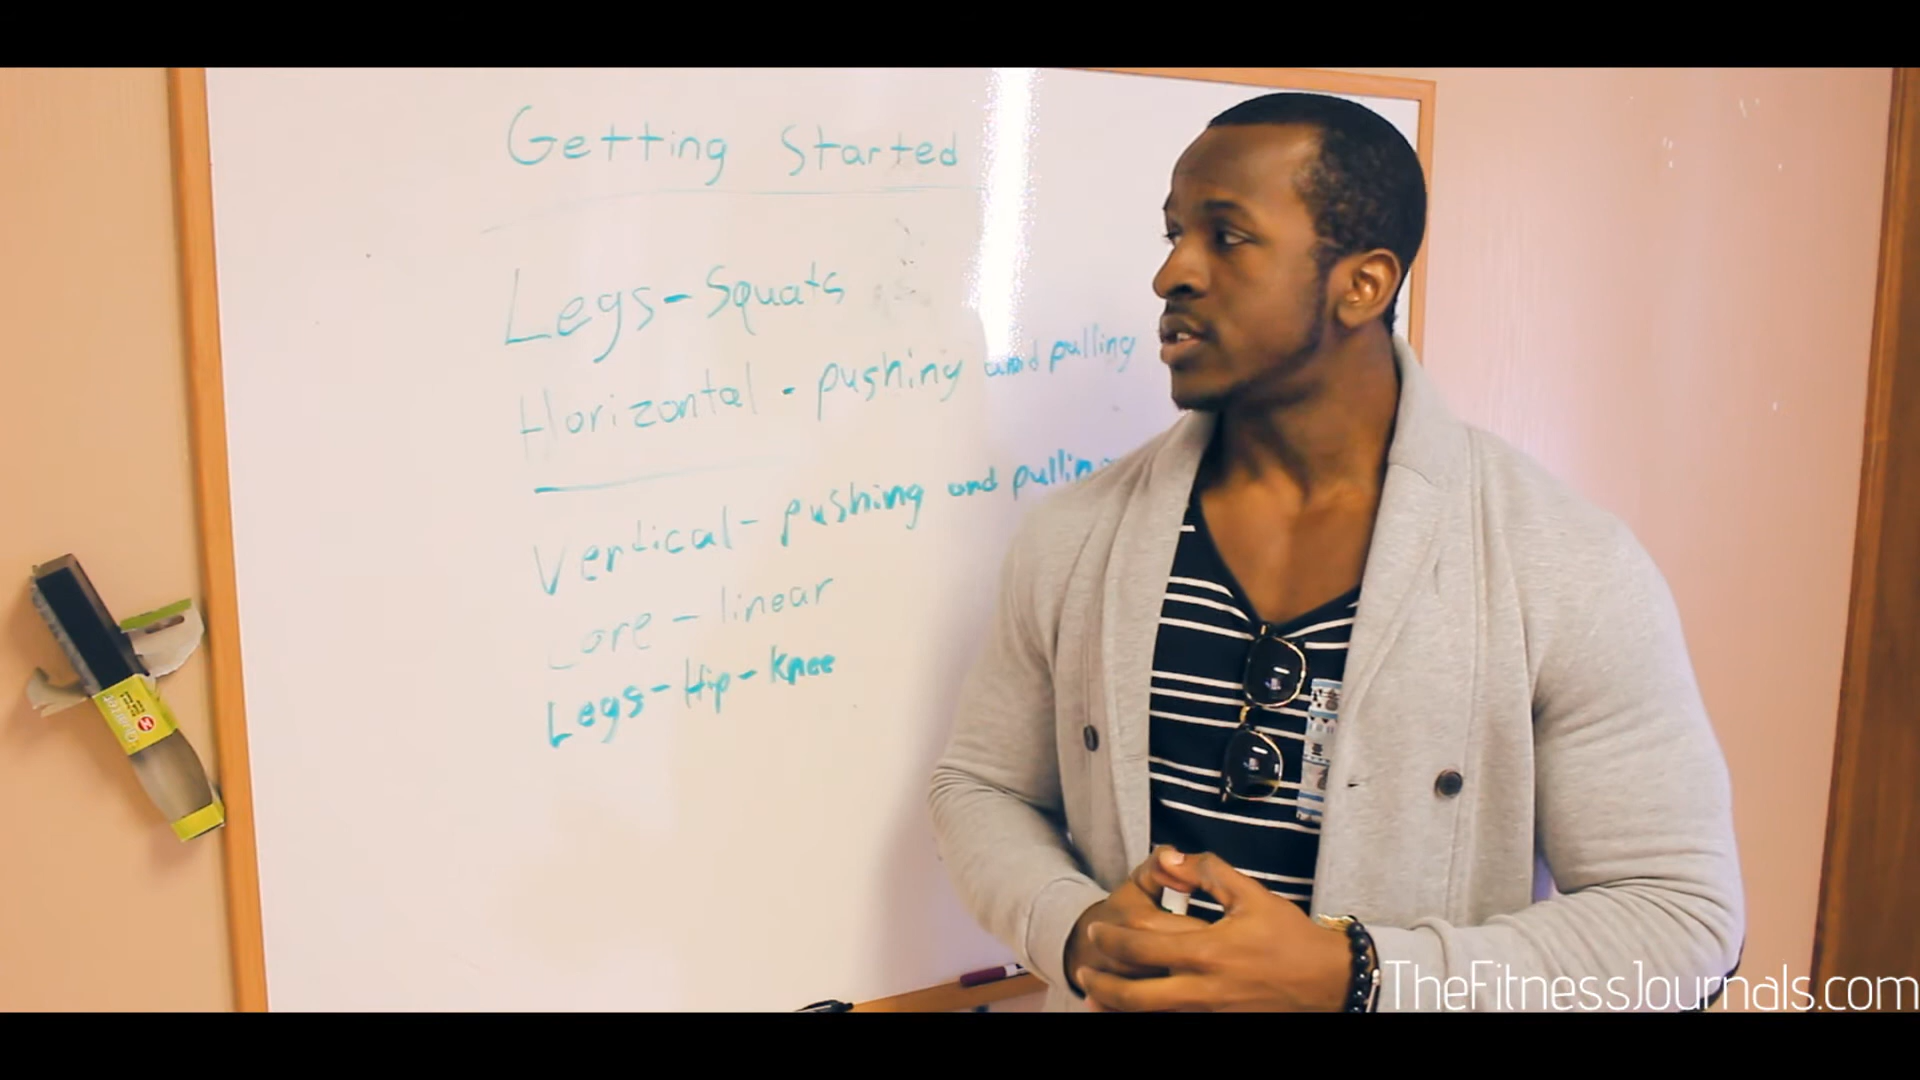 Getting Started
Legs-Squats
Horizontal - pushing and pulling
Vertical- pushing and pulling
Core - linear
Legs-Hip-Knee
TheFitnessJournals.com